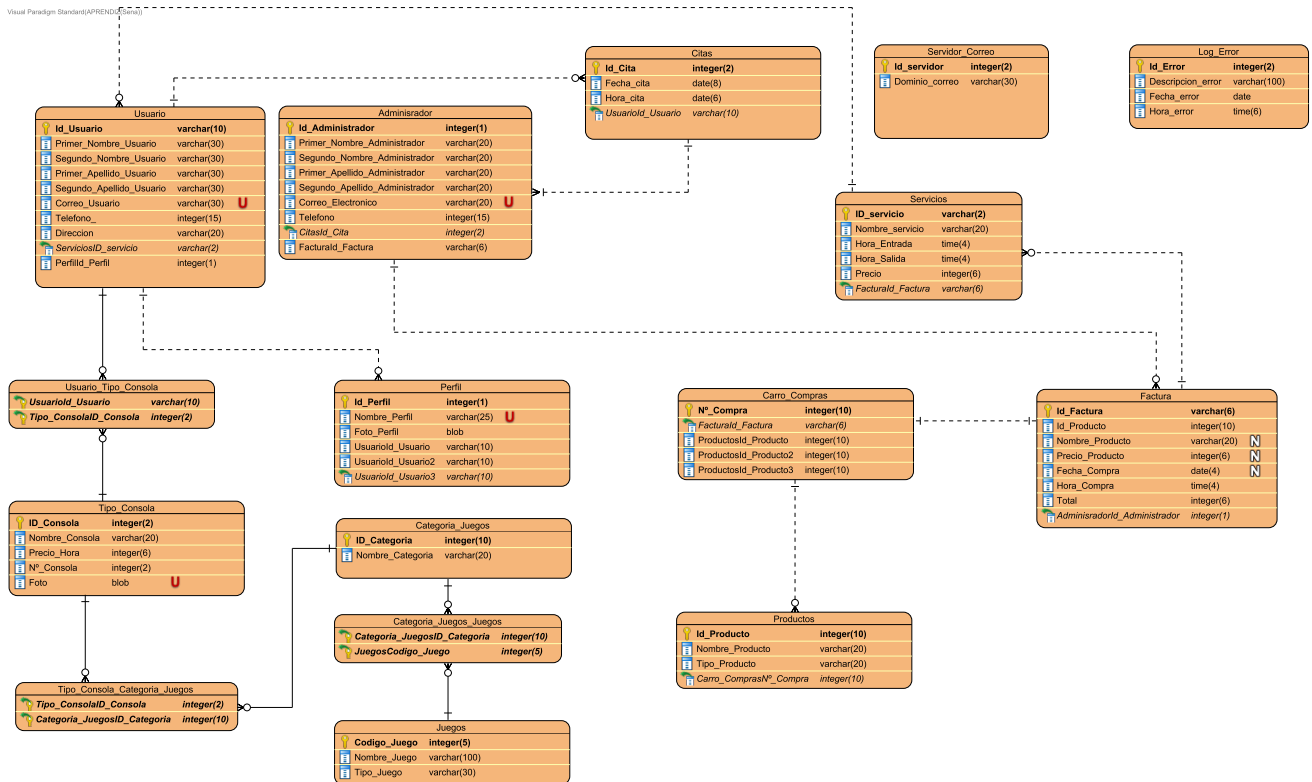 Visual Paradigm Standard(APRENDIZ(Sena))
Citas
Id_Cita integer(2)
Fecha_cita date(8)
Hora_cita date(6)
UsuarioId_Usuario varchar(10)
Servidor_Correo
Id_servidor integer(2)
Dominio_correo varchar(30)
Log_Error
Id_Error integer(2)
Descripcion_error varchar(100)
Fecha_error date
Hora_error time(6)
Usuario
Id_Usuario varchar(10)
Primer_Nombre_Usuario varchar(30)
Segundo_Nombre_Usuario varchar(30)
Primer_Apellido_Usuario varchar(30)
Segundo_Apellido_Usuario varchar(30)
Correo_Usuario varchar(30) U
Telefono_ integer(15)
Direccion varchar(20)
ServiciosID_servicio varchar(2)
PerfilId_Perfil integer(1)
Adminisrador
Id_Administrador integer(1)
Primer_Nombre_Administrador varchar(20)
Segundo_Nombre_Administrador varchar(20)
Primer_Apellido_Administrador varchar(20)
Segundo_Apellido_Administrador varchar(20)
Correo_Electronico varchar(20) U
Telefono integer(15)
CitasId_Cita integer(2)
FacturaId_Factura varchar(6)
Servicios
ID_servicio varchar(2)
Nombre_servicio varchar(20)
Hora_Entrada time(4)
Hora_Salida time(4)
Precio integer(6)
FacturaId_Factura varchar(6)
Usuario_Tipo_Consola
UsuarioId_Usuario varchar(10)
Tipo_ConsolaID_Consola integer(2)
Perfil
Id_Perfil integer(1)
Nombre_Perfil varchar(25) U
Foto_Perfil blob
UsuarioId_Usuario varchar(10)
UsuarioId_Usuario2 varchar(10)
UsuarioId_Usuario3 varchar(10)
Carro_Compras
Nº_Compra integer(10)
FacturaId_Factura varchar(6)
ProductosId_Producto integer(10)
ProductosId_Producto2 integer(10)
ProductosId_Producto3 integer(10)
Factura
Id_Factura varchar(6)
Id_Producto integer(10)
Nombre_Producto varchar(20) N
Precio_Producto integer(6) N
Fecha_Compra date(4) N
Hora_Compra time(4)
Total integer(6)
AdminisradorId_Administrador integer(1)
Tipo_Consola
ID_Consola integer(2)
Nombre_Consola varchar(20)
Precio_Hora integer(6)
Nº_Consola integer(2)
Foto blob U
Categoria_Juegos
ID_Categoria integer(10)
Nombre_Categoria varchar(20)
Categoria_Juegos_Juegos
Categoria_JuegosID_Categoria integer(10)
JuegosCodigo_Juego integer(5)
Productos
Id_Producto integer(10)
Nombre_Producto varchar(20)
Tipo_Producto varchar(20)
Carro_ComprasNº_Compra integer(10)
Tipo_Consola_Categoria_Juegos
Tipo_ConsolaID_Consola integer(2)
Categoria_JuegosID_Categoria integer(10)
Juegos
Codigo_Juego integer(5)
Nombre_Juego varchar(100)
Tipo_Juego varchar(30)